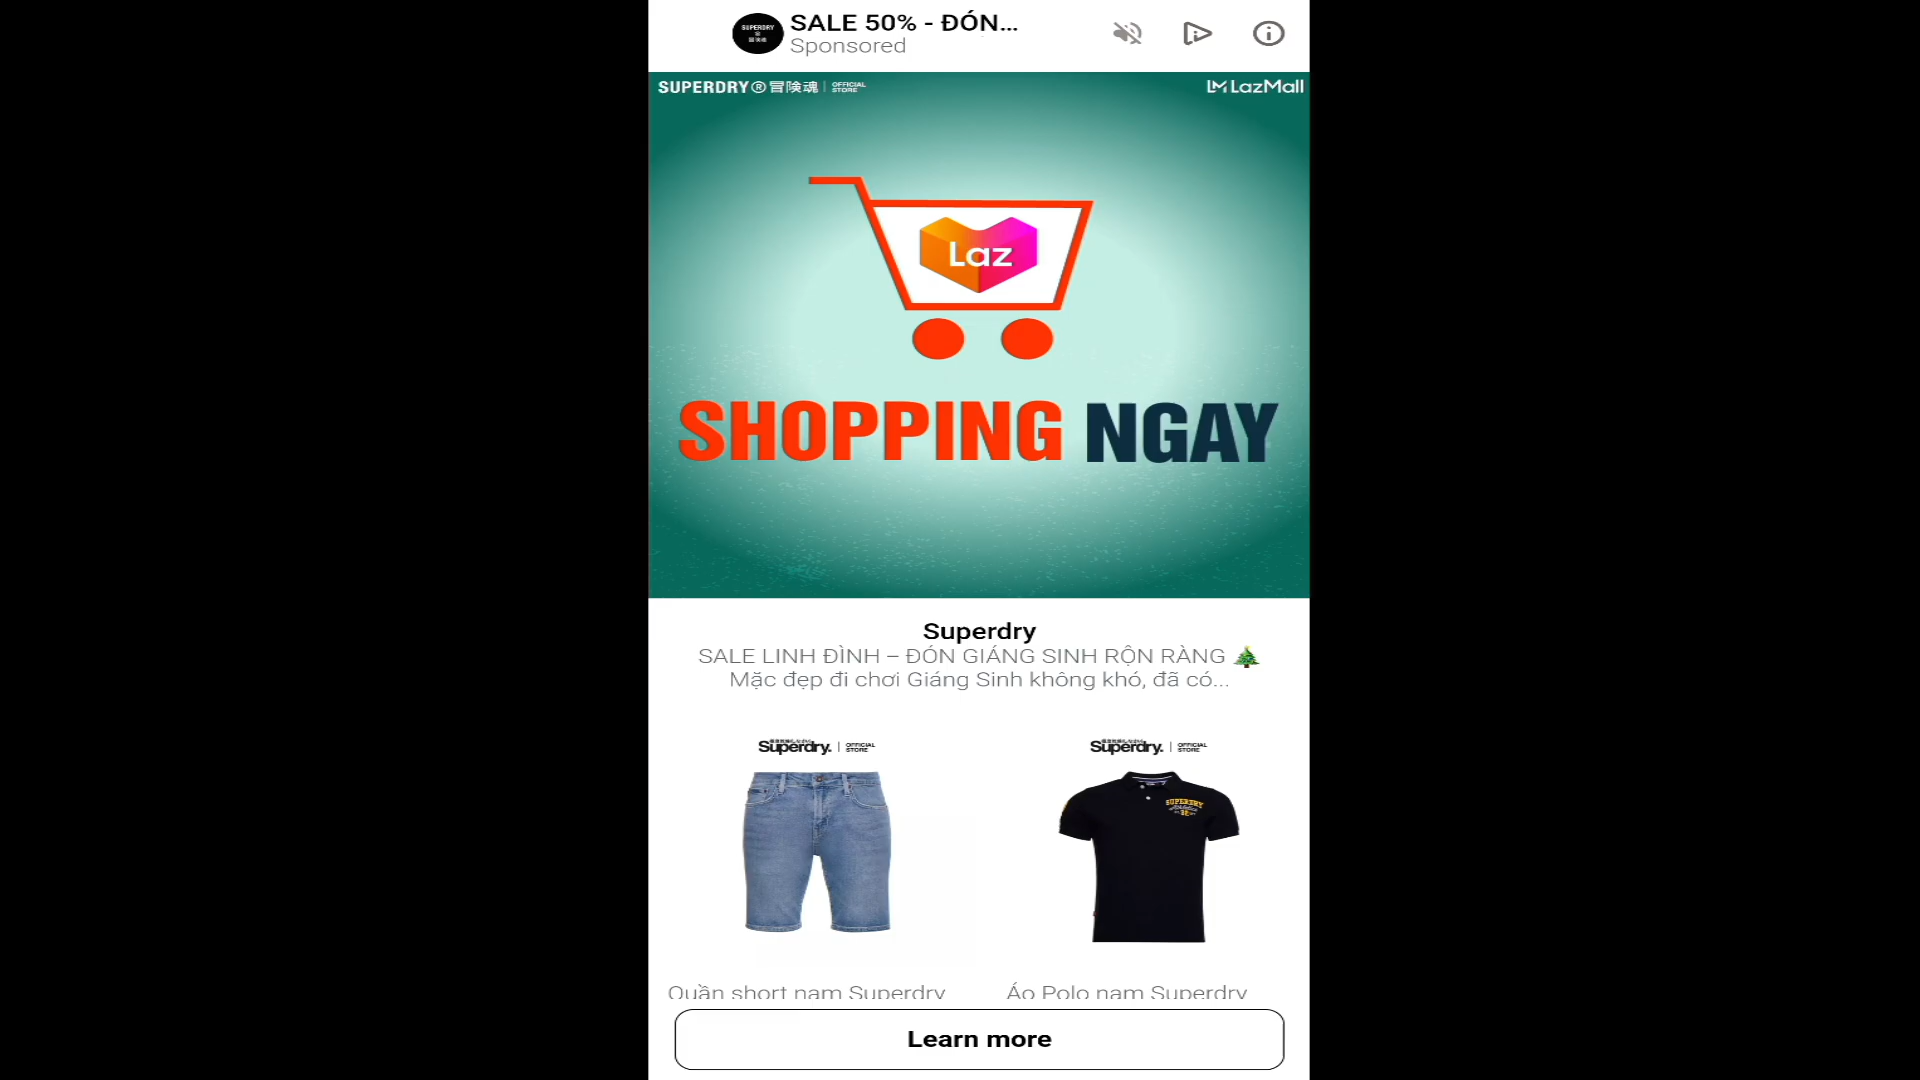 SALE 50% - ĐÓN...
Sponsored
SUPERDRY® 冒険魂 | OFFICIAL STORE
LazMall
Laz
SHOPPING NGAY
Superdry
SALE LINH ĐÌNH – ĐÓN GIÁNG SINH RỘN RÀNG 🎄
Mặc đẹp đi chơi Giáng Sinh không khó, đã có...
Superdry. | OFFICIAL STORE
Superdry. | OFFICIAL STORE
SUPERDRY
Quần short nam Superdry
Áo Polo nam Superdry
Learn more